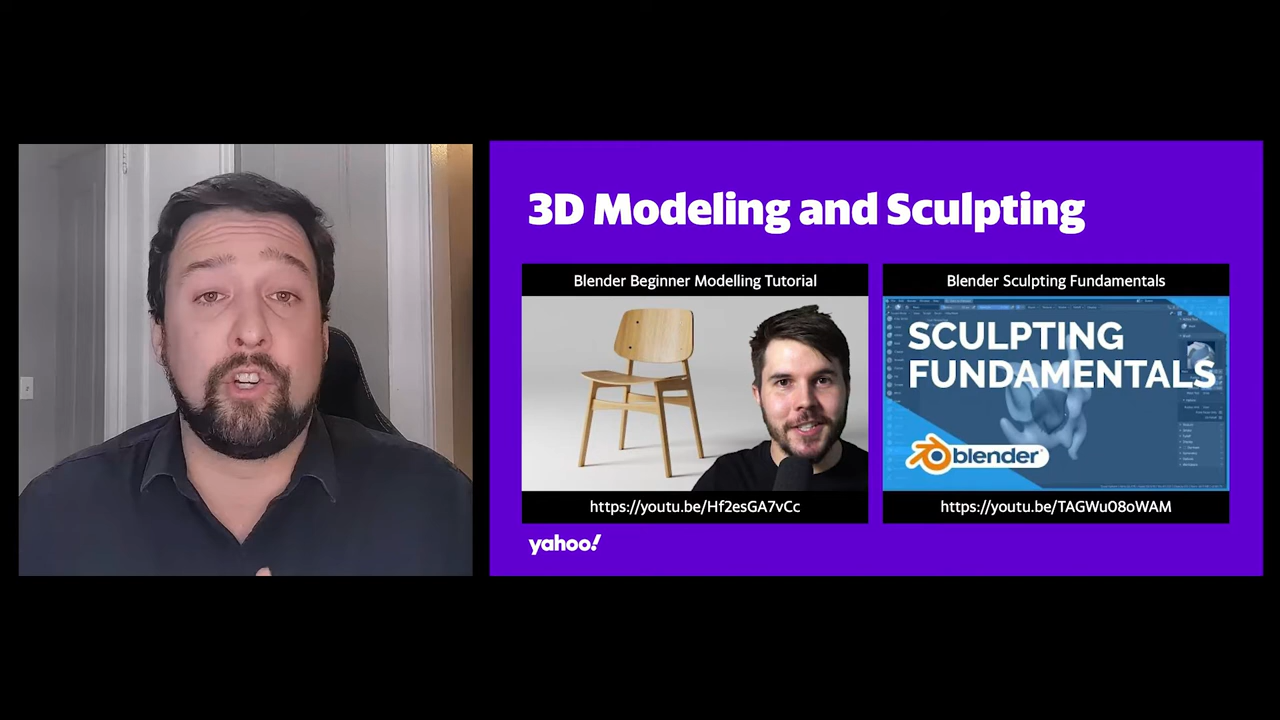 3D Modeling and Sculpting
Blender Beginner Modelling Tutorial
https://youtu.be/Hf2esGA7vCc
Blender Sculpting Fundamentals
SCULPTING
FUNDAMENTALS
blender
https://youtu.be/TAGWu08oWAM
yahoo!